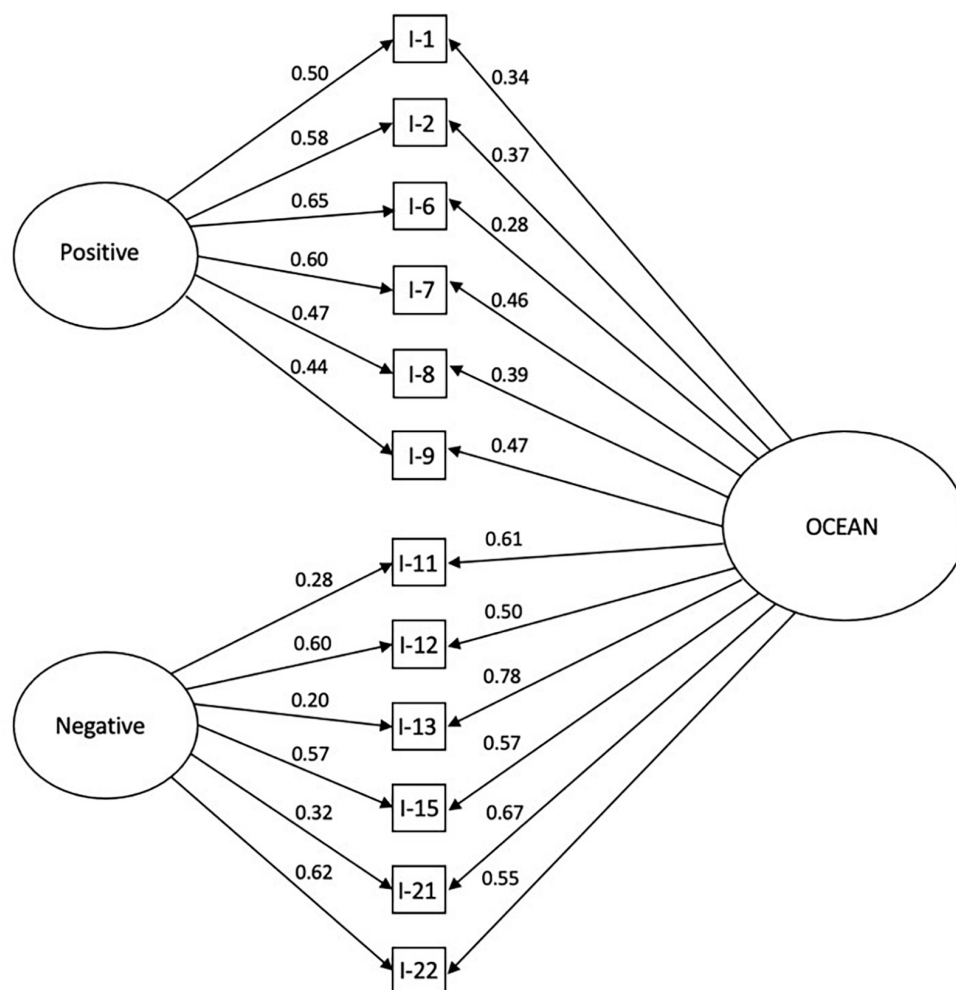 I-1
0.50
0.34
I-2
0.58
0.37
I-6
0.65
0.28
Positive
0.60
I-7
0.46
0.47
I-8
0.39
0.44
I-9
0.47
OCEAN
I-11
0.61
0.28
I-12
0.50
0.60
0.20
I-13
0.78
Negative
0.57
0.57
I-15
0.32
0.67
I-21
0.62
0.55
I-22